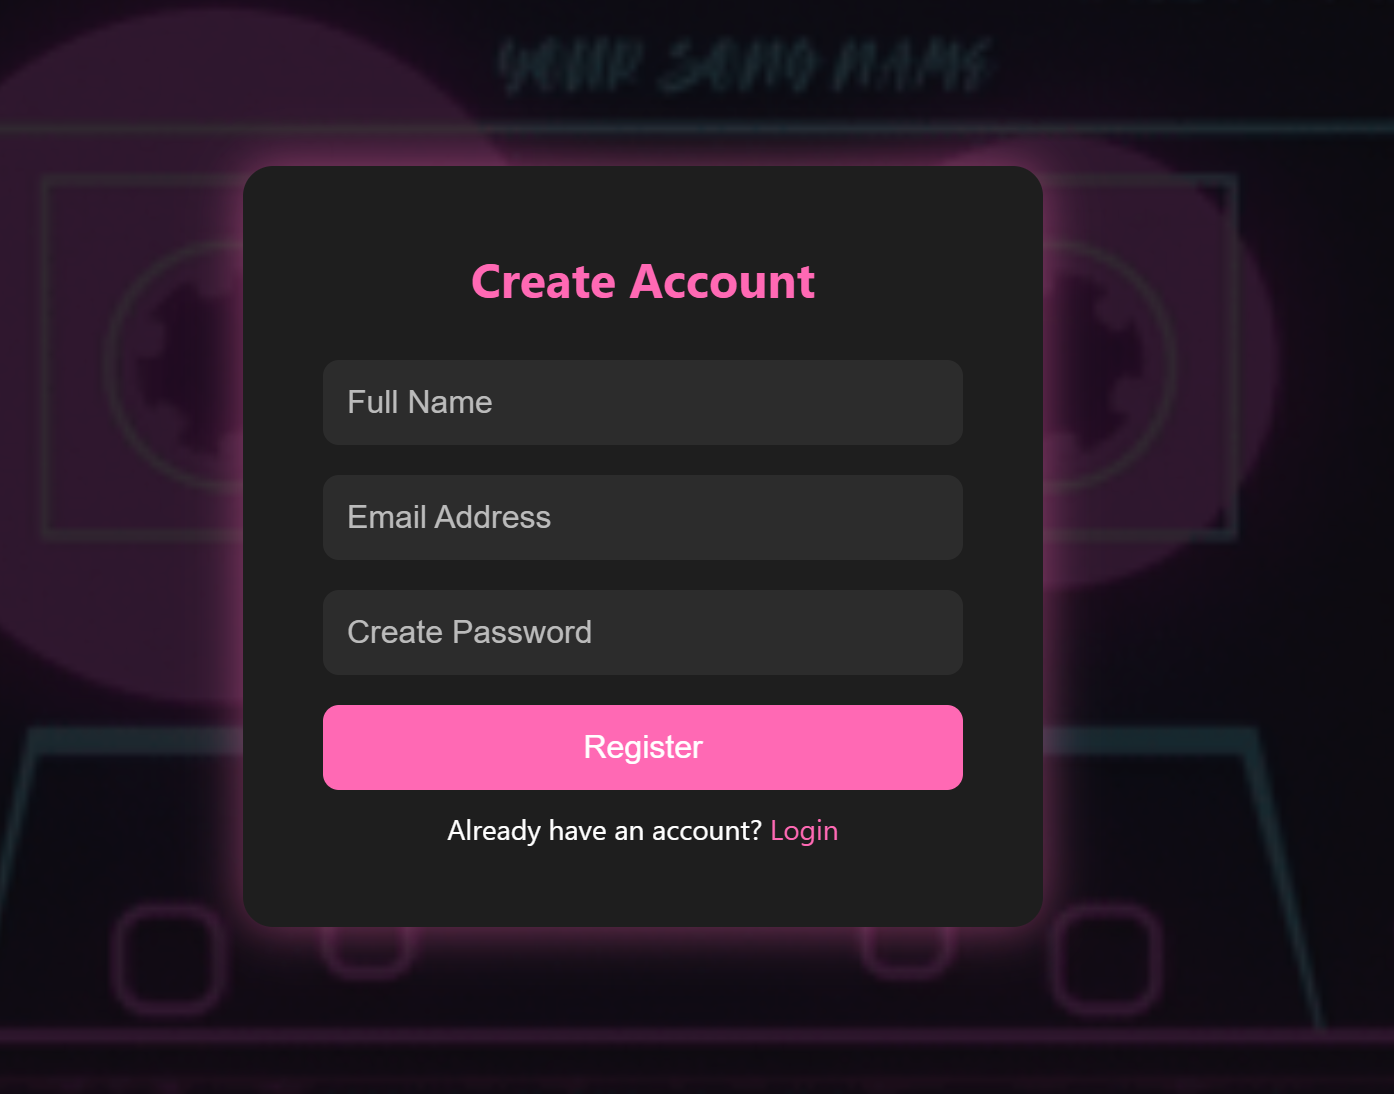 YOUR SONG NAME
Create Account
Full Name
Email Address
Create Password
Register
Already have an account? Login